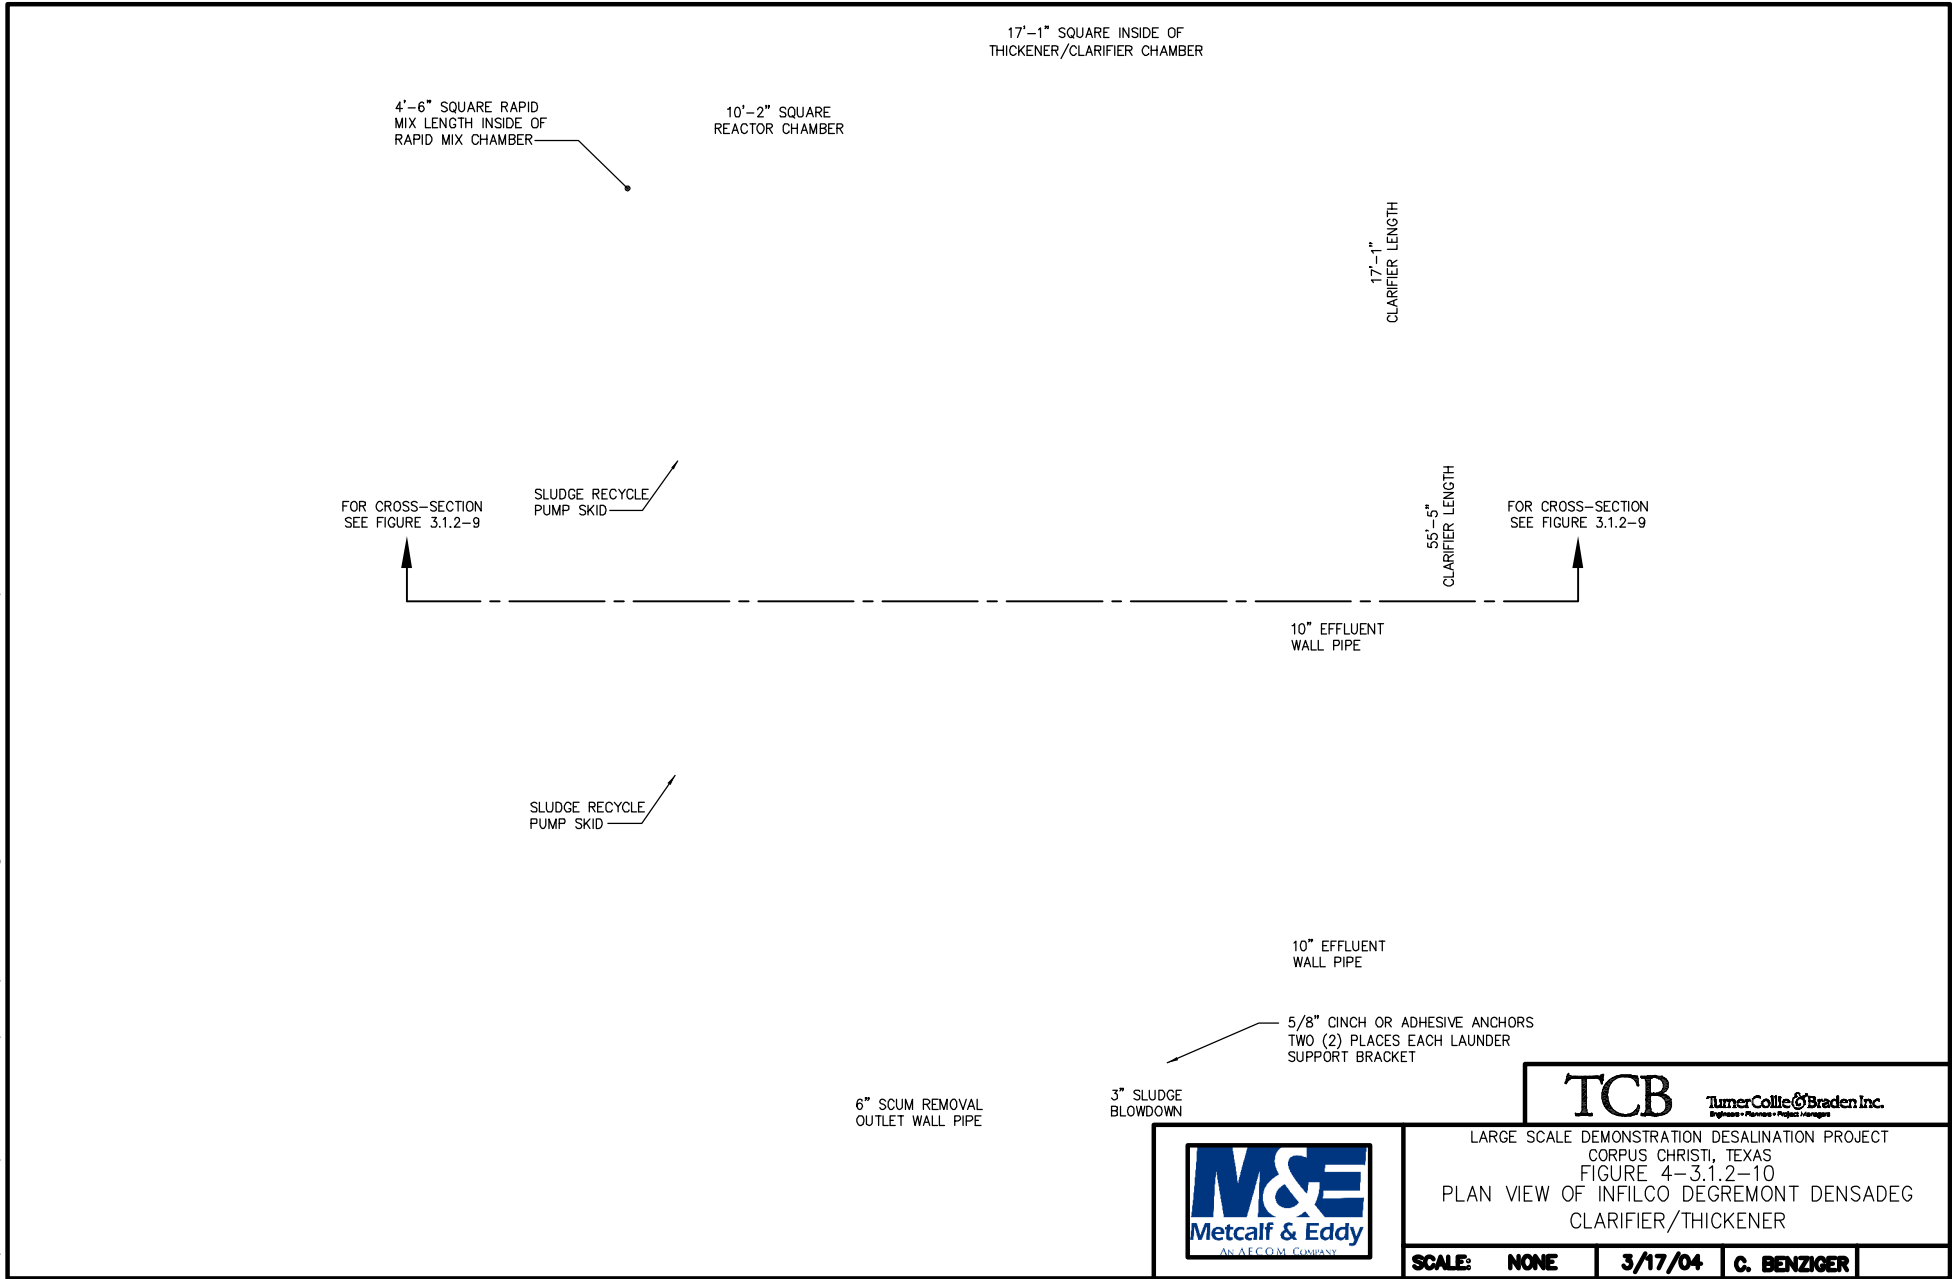 17'-1" SQUARE INSIDE OF
THICKENER/CLARIFIER CHAMBER
4'-6" SQUARE RAPID
MIX LENGTH INSIDE OF
RAPID MIX CHAMBER
10'-2" SQUARE
REACTOR CHAMBER
17'-1"
CLARIFIER LENGTH
SLUDGE RECYCLE
PUMP SKID
FOR CROSS-SECTION
SEE FIGURE 3.1.2-9
55'-5"
CLARIFIER LENGTH
FOR CROSS-SECTION
SEE FIGURE 3.1.2-9
10" EFFLUENT
WALL PIPE
SLUDGE RECYCLE
PUMP SKID
10" EFFLUENT
WALL PIPE
5/8" CINCH OR ADHESIVE ANCHORS
TWO (2) PLACES EACH LAUNDER
SUPPORT BRACKET
3" SLUDGE
BLOWDOWN
6" SCUM REMOVAL
OUTLET WALL PIPE
TCB
Turner Collie & Braden Inc.
Engineers • Planners • Project Managers
M&E
Metcalf & Eddy
AN AECOM COMPANY
LARGE SCALE DEMONSTRATION DESALINATION PROJECT
CORPUS CHRISTI, TEXAS
FIGURE 4-3.1.2-10
PLAN VIEW OF INFILCO DEGREMONT DENSADEG
CLARIFIER/THICKENER
SCALE: NONE
3/17/04
C. BENZIGER